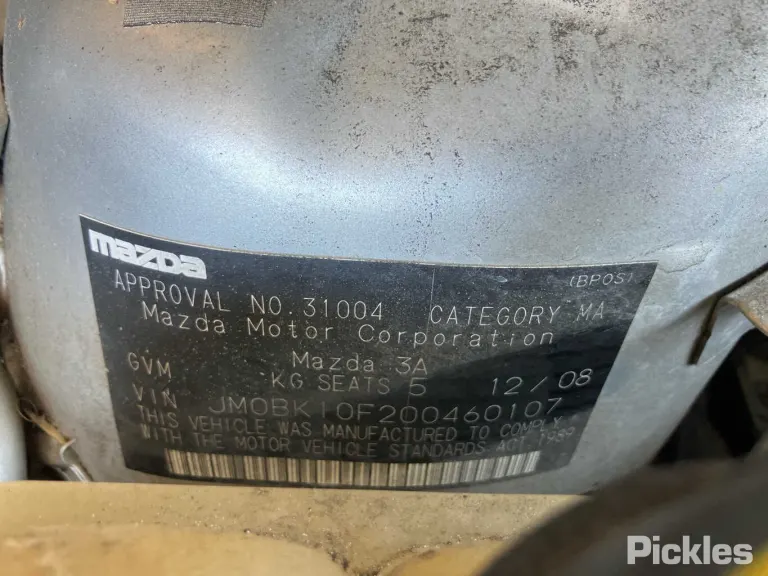 mazda
(BP0S)
APPROVAL NO. 31004 CATEGORY MA
Mazda Motor Corporation
Mazda 3A
GVM KG SEATS 5 12/08
VIN JM0BK10F200460107
THIS VEHICLE WAS MANUFACTURED TO COMPLY
WITH THE MOTOR VEHICLE STANDARDS ACT 1989
Pickles